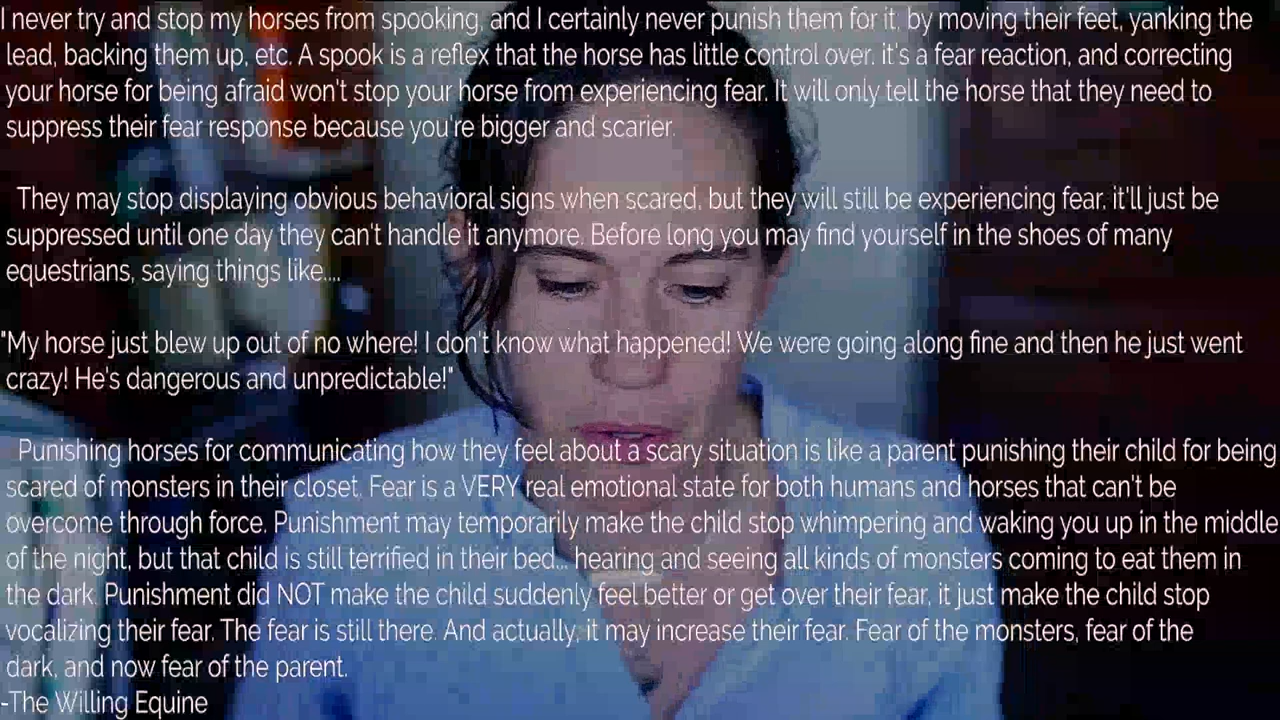 I never try and stop my horses from spooking, and I certainly never punish them for it, by moving their feet, yanking the
lead, backing them up, etc. A spook is a reflex that the horse has little control over. it's a fear reaction, and correcting
your horse for being afraid won't stop your horse from experiencing fear. It will only tell the horse that they need to
suppress their fear response because you're bigger and scarier.
They may stop displaying obvious behavioral signs when scared, but they will still be experiencing fear. it'll just be
suppressed until one day they can't handle it anymore. Before long you may find yourself in the shoes of many
equestrians, saying things like....
"My horse just blew up out of no where! I don't know what happened! We were going along fine and then he just went
crazy! He's dangerous and unpredictable!"
Punishing horses for communicating how they feel about a scary situation is like a parent punishing their child for being
scared of monsters in their closet. Fear is a VERY real emotional state for both humans and horses that can't be
overcome through force. Punishment may temporarily make the child stop whimpering and waking you up in the middle
of the night, but that child is still terrified in their bed... hearing and seeing all kinds of monsters coming to eat them in
the dark. Punishment did NOT make the child suddenly feel better or get over their fear, it just make the child stop
vocalizing their fear. The fear is still there. And actually, it may increase their fear. Fear of the monsters, fear of the
dark, and now fear of the parent.
-The Willing Equine